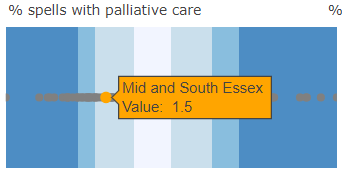 % spells with palliative care %
Mid and South Essex
Value: 1.5